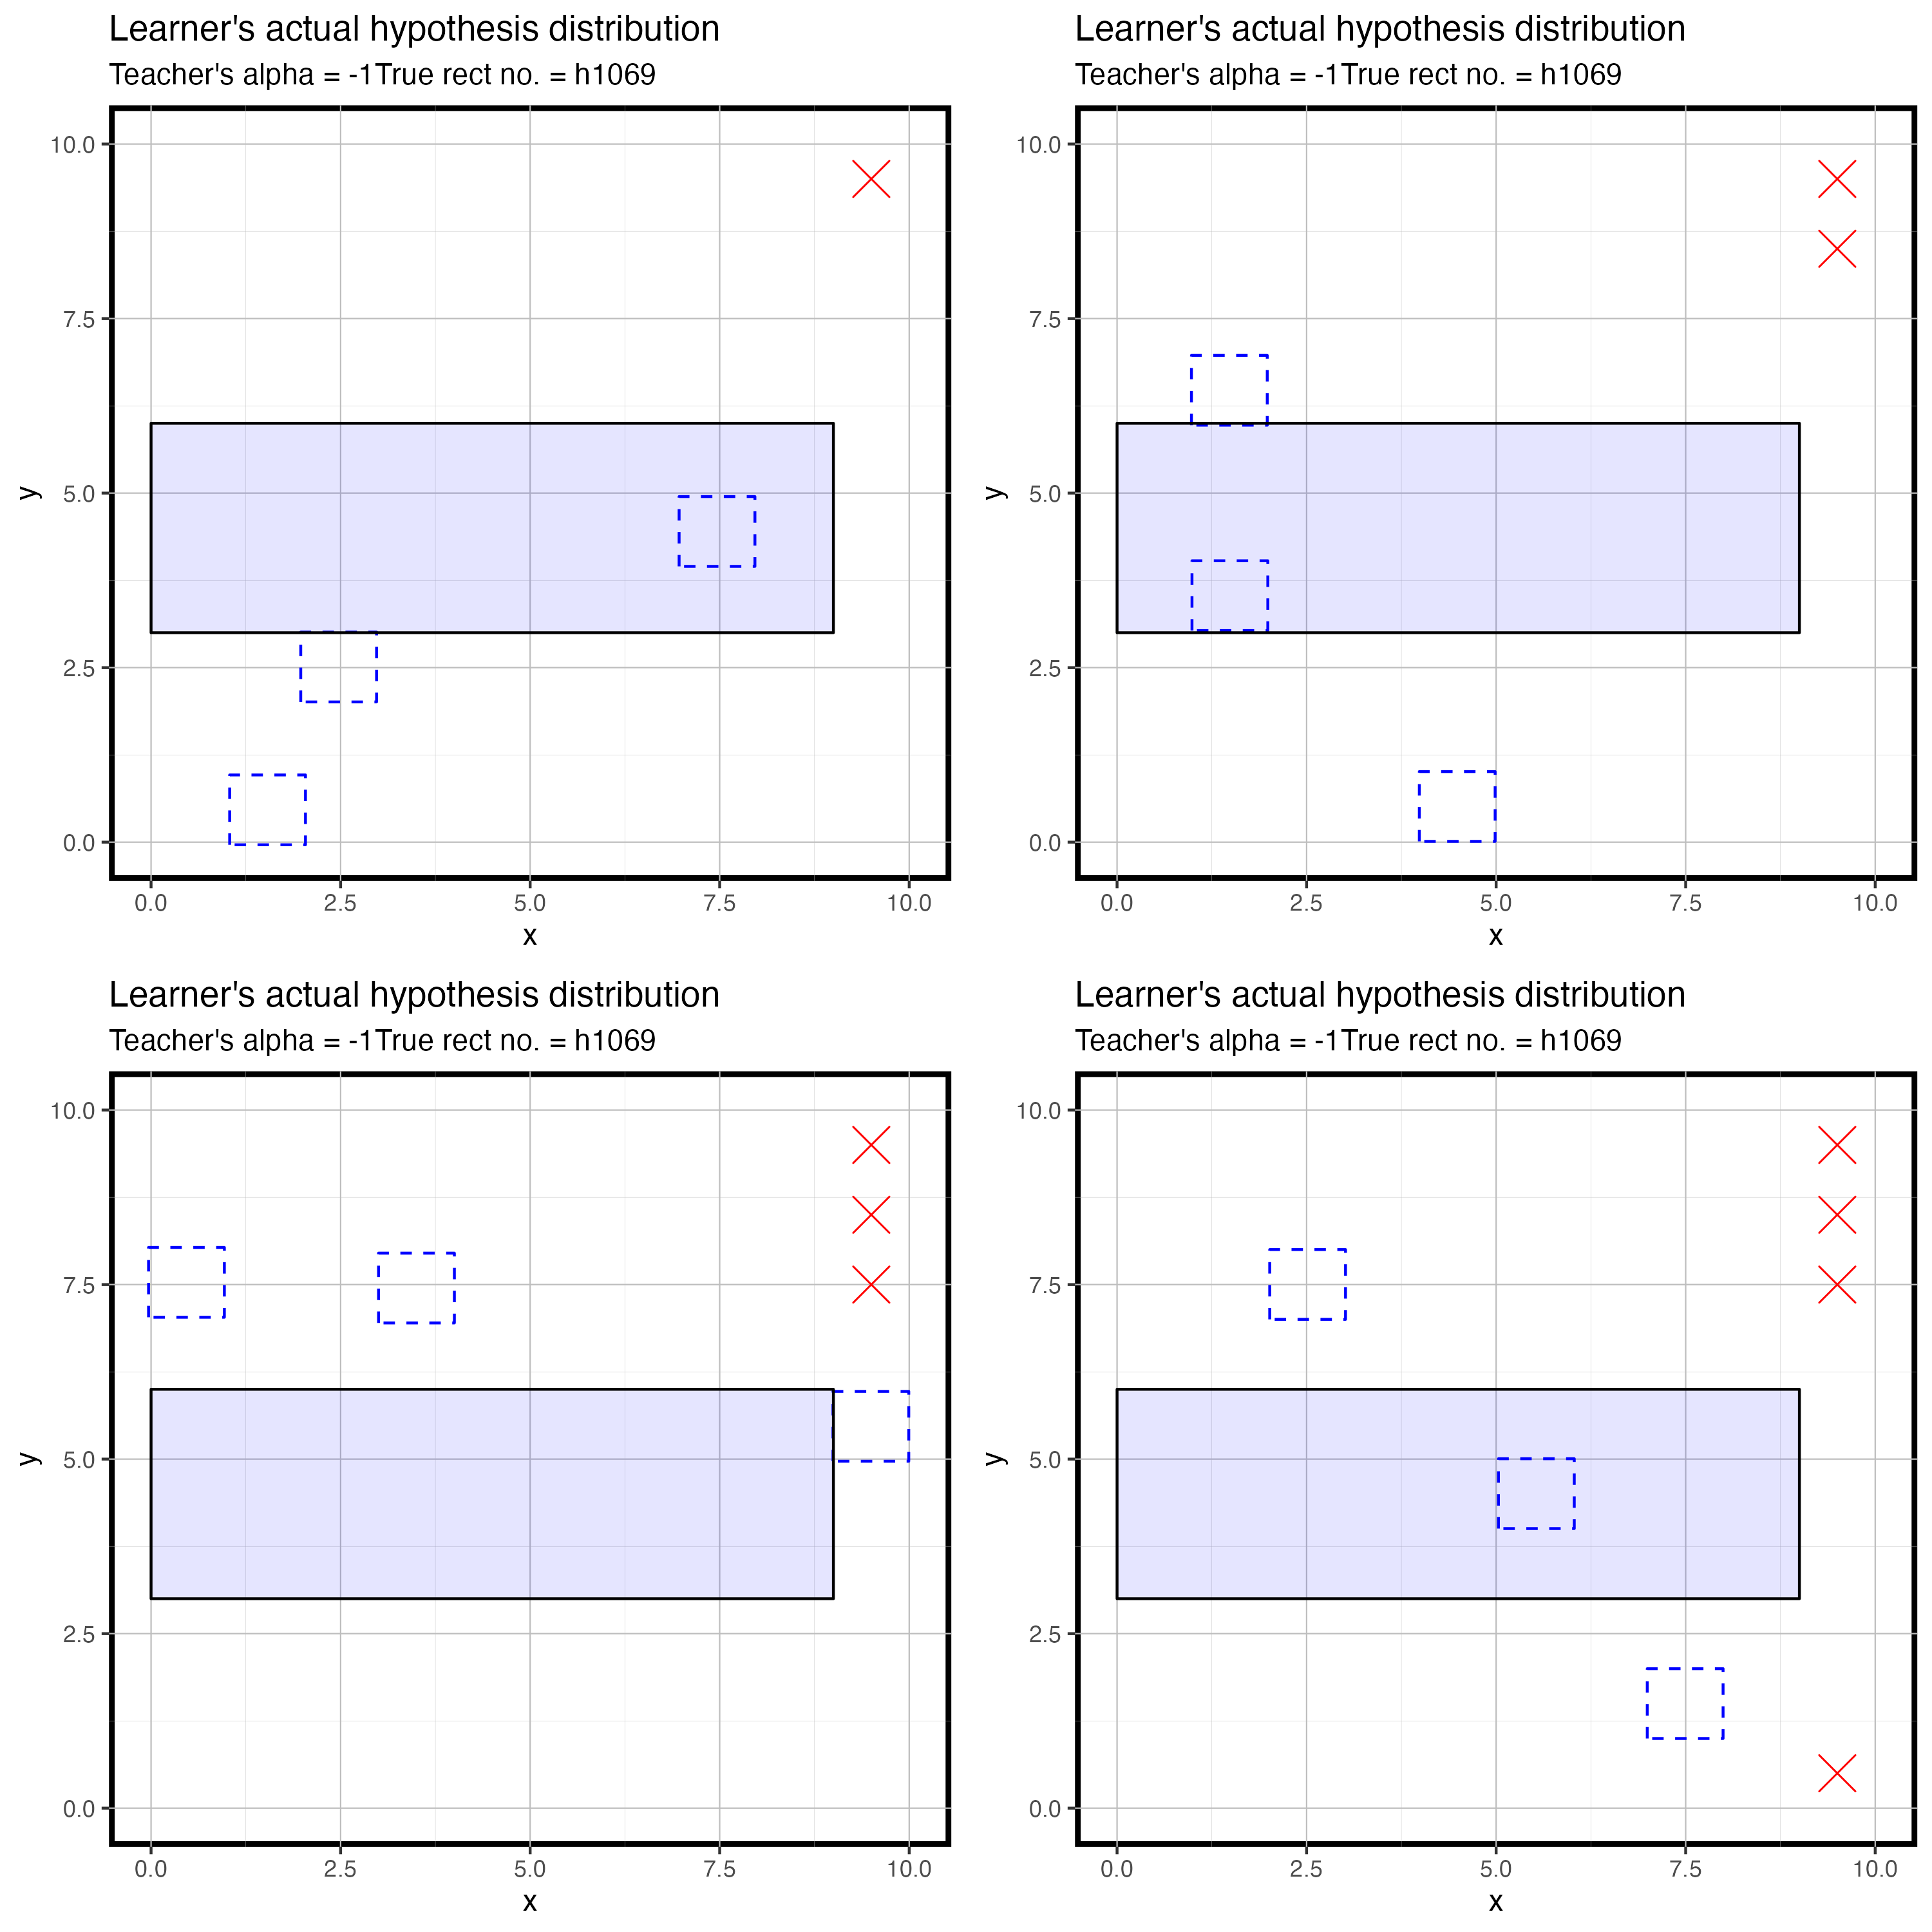 Learner's actual hypothesis distribution
Teacher's alpha = -1True rect no. = h1069
10.0
7.5
5.0
2.5
0.0
y
0.0 2.5 5.0 7.5 10.0
x
Learner's actual hypothesis distribution
Teacher's alpha = -1True rect no. = h1069
10.0
7.5
5.0
2.5
0.0
y
0.0 2.5 5.0 7.5 10.0
x
Learner's actual hypothesis distribution
Teacher's alpha = -1True rect no. = h1069
10.0
7.5
5.0
2.5
0.0
y
0.0 2.5 5.0 7.5 10.0
x
Learner's actual hypothesis distribution
Teacher's alpha = -1True rect no. = h1069
10.0
7.5
5.0
2.5
0.0
y
0.0 2.5 5.0 7.5 10.0
x